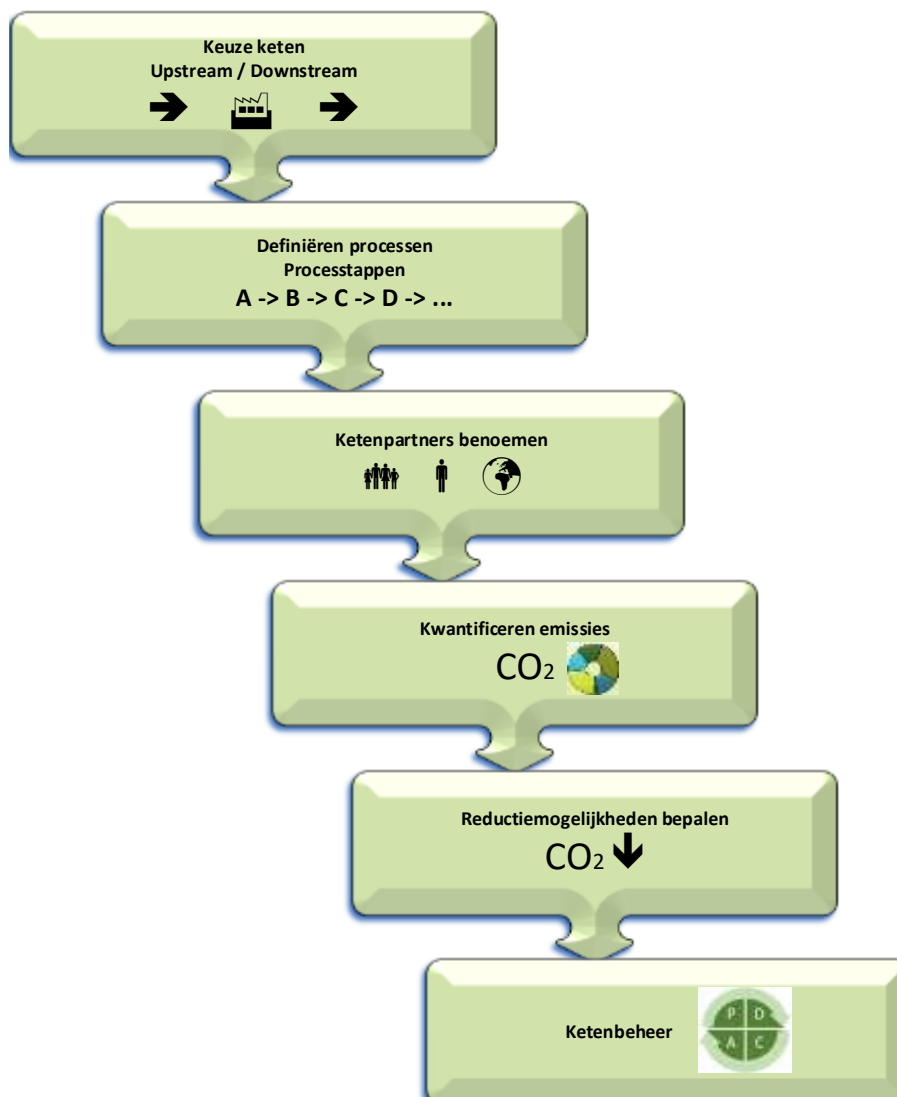 Keuze keten
Upstream / Downstream
Definiëren processen
Processtappen
A -> B -> C -> D -> ...
Ketenpartners benoemen
Kwantificeren emissies
CO2
Reductiemogelijkheden bepalen
CO2
Ketenbeheer
P D
A C